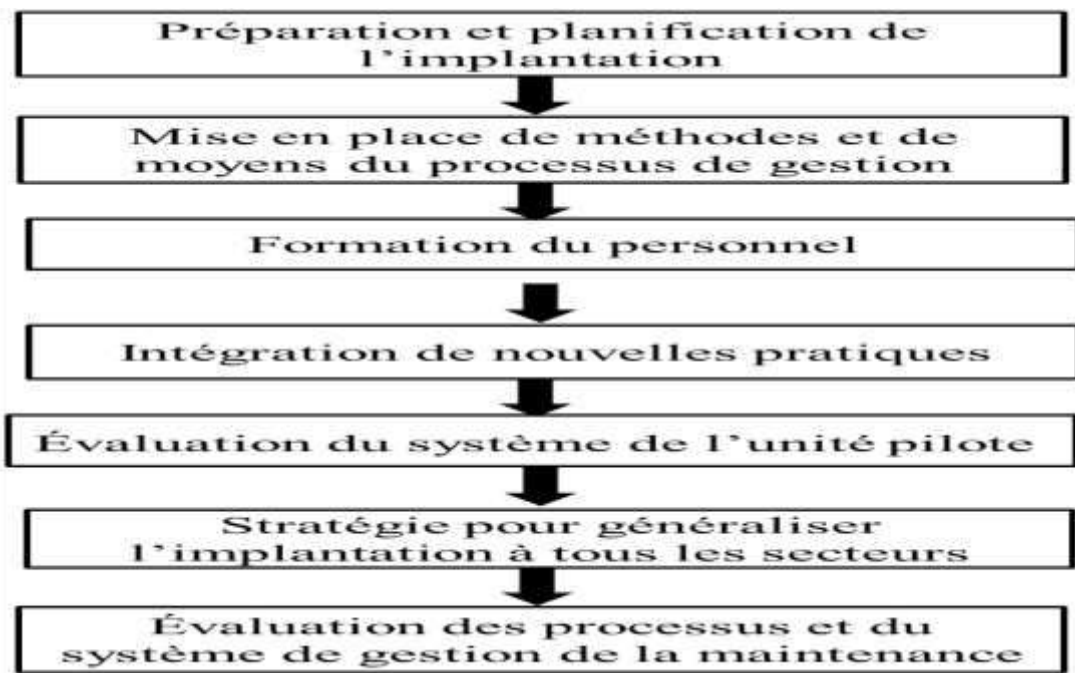 Préparation et planification de
l'implantation
Mise en place de méthodes et de
moyens du processus de gestion
Formation du personnel
Intégration de nouvelles pratiques
Évaluation du système de l'unité pilote
Stratégie pour généraliser
l'implantation à tous les secteurs
Évaluation des processus et du
système de gestion de la maintenance